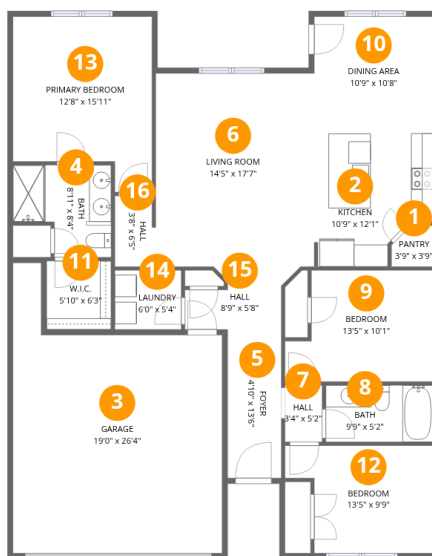 10
DINING AREA
10'9" x 10'8"
13
PRIMARY BEDROOM
12'8" x 15'11"
6
LIVING ROOM
14'5" x 17'7"
4
BATH
8'11" x 8'4"
16
HALL
3'8" x 6'5"
2
KITCHEN
10'9" x 12'1"
1
PANTRY
3'9" x 3'9"
11
W.I.C.
5'10" x 6'3"
14
LAUNDRY
6'0" x 5'4"
15
HALL
8'9" x 5'8"
9
BEDROOM
13'5" x 10'1"
5
FOYER
4'10" x 13'6"
3
GARAGE
19'0" x 26'4"
7
HALL
3'4" x 5'2"
8
BATH
9'9" x 5'2"
12
BEDROOM
13'5" x 9'9"